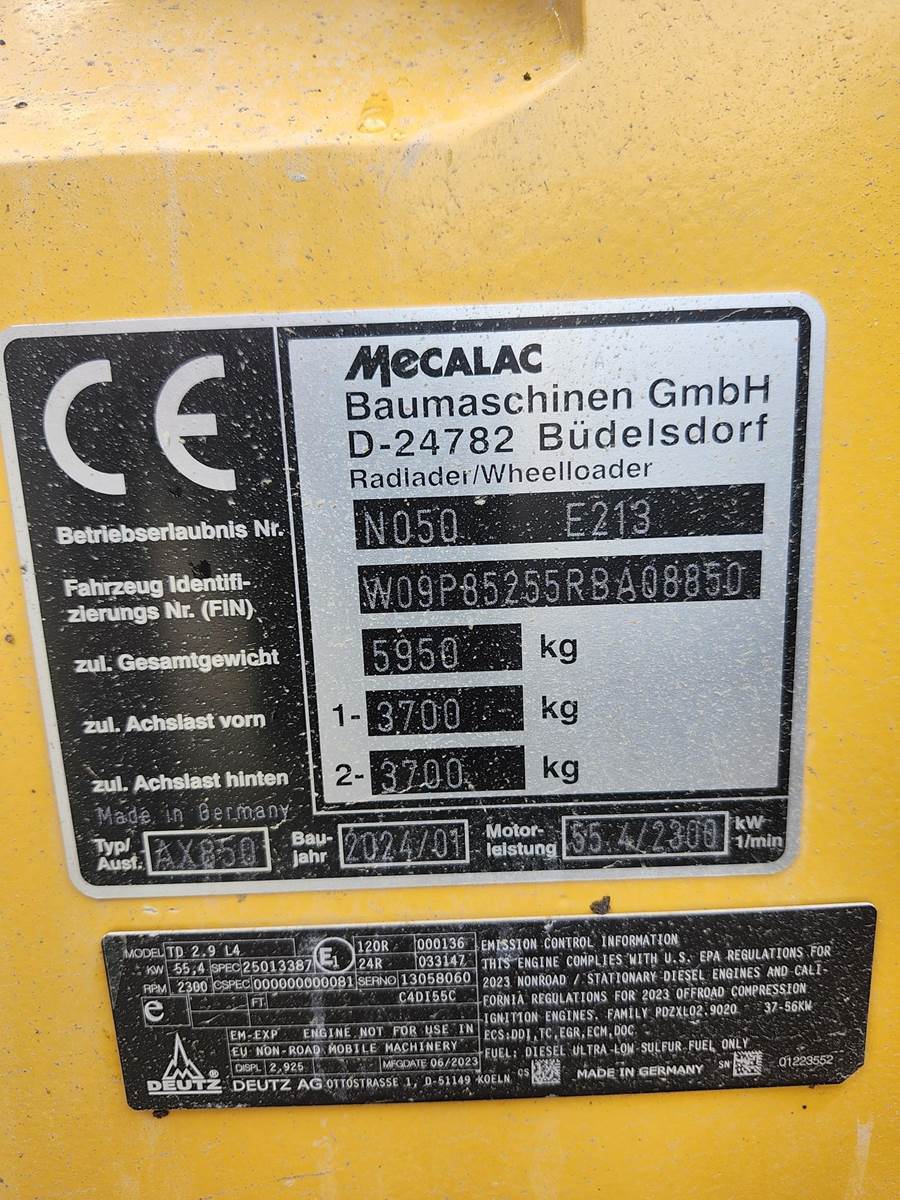 CE
MECALAC
Baumaschinen GmbH
D-24782 Büdelsdorf
Radlader/Wheelloader
Betriebserlaubnis Nr. N050 E213
Fahrzeug Identifi-
zierungs Nr. (FIN) W09P85255RBA08850
zul. Gesamtgewicht 5950 kg
zul. Achslast vorn 1- 3700 kg
zul. Achslast hinten 2- 3700 kg
Made in Germany
Typ/ Ausf. AX850 Bau- jahr 2024/01 Motor- leistung 55.4/2300 kW 1/min
MODEL TD 2.9 L4 E1 120R 000136
KW 55,4 SPEC 25013387 24R 033147
RPM 2300 CSPEC 000000000081 SERNO 13058060
e FT C4DI55C
EM-EXP ENGINE NOT FOR USE IN
EU NON-ROAD MOBILE MACHINERY
DISPL 2,925 MFGDATE 06/2023
DEUTZ DEUTZ AG OTTOSTRASSE 1, D-51149 KOELN
EMISSION CONTROL INFORMATION
THIS ENGINE COMPLIES WITH U.S. EPA REGULATIONS FOR
2023 NONROAD / STATIONARY DIESEL ENGINES AND CALI-
FORNIA REGULATIONS FOR 2023 OFFROAD COMPRESSION
IGNITION ENGINES. FAMILY PDZXL02.9020 37-56KW
ECS:DDI,TC,EGR,ECM,DOC
FUEL: DIESEL ULTRA-LOW SULFUR FUEL ONLY
QS MADE IN GERMANY SN 01223552